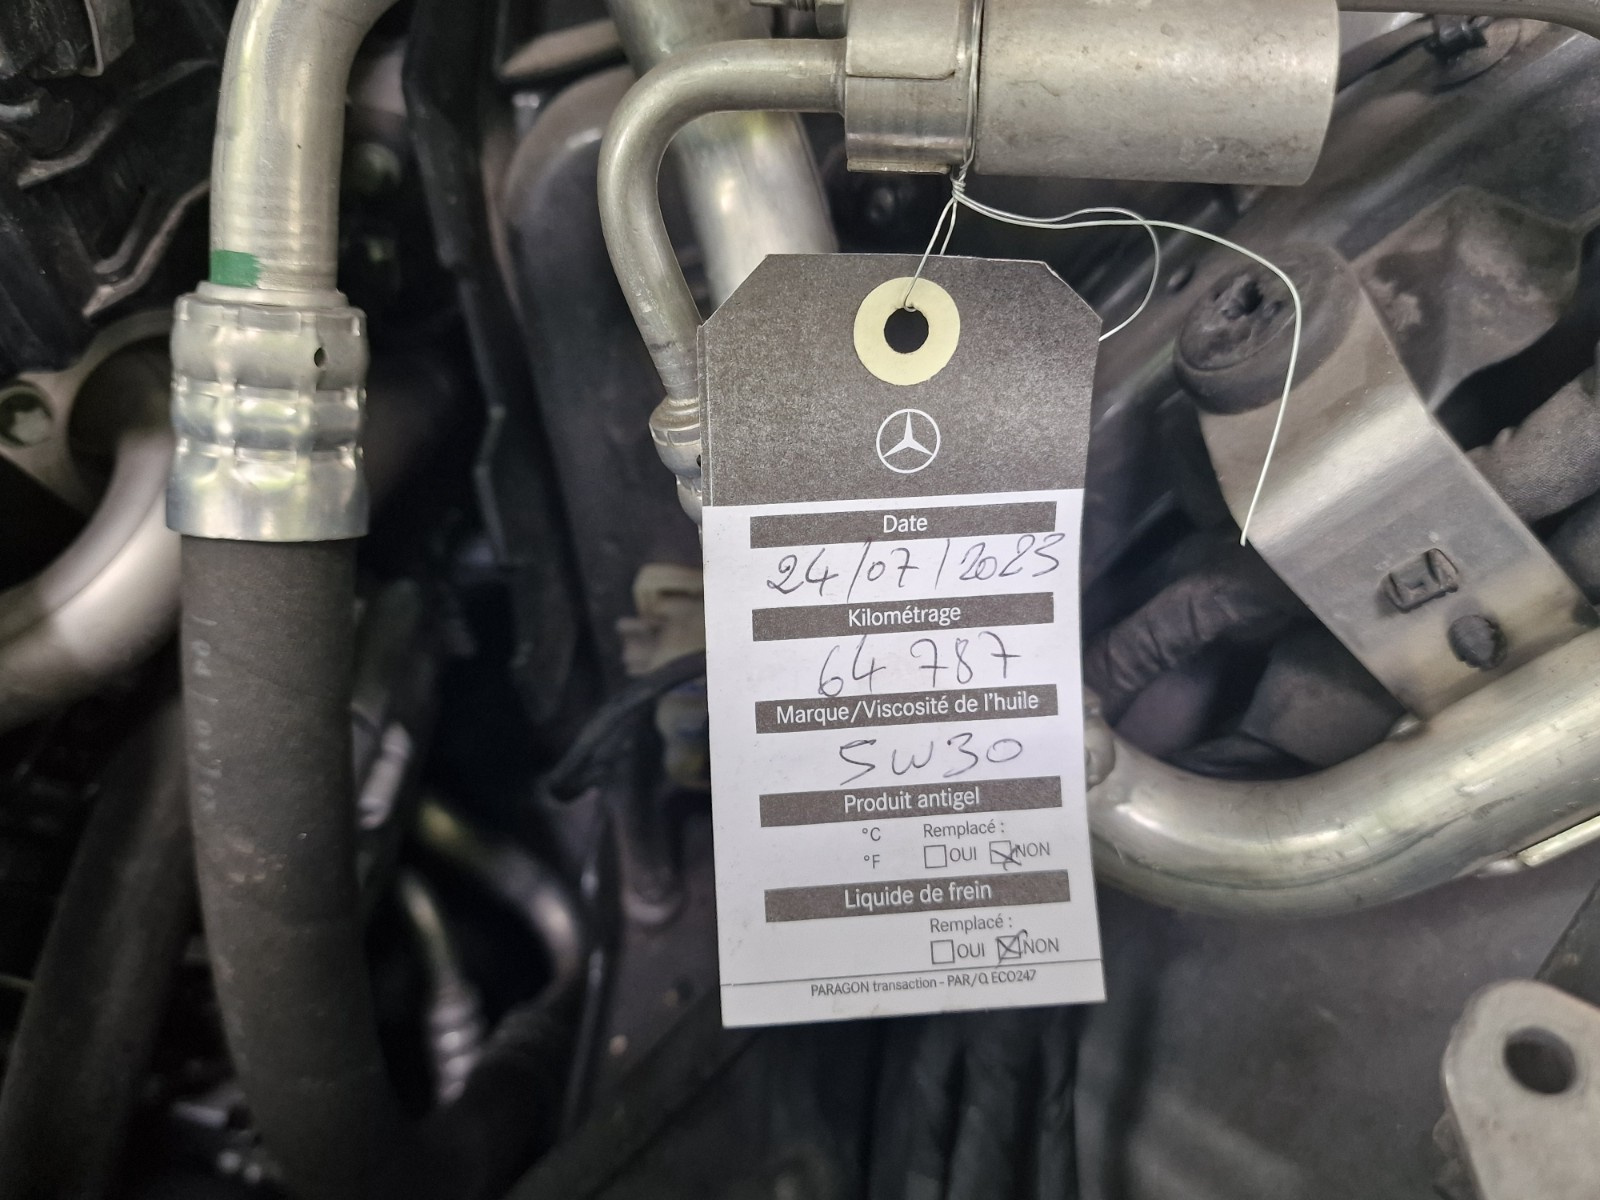 Date
24/07/2023
Kilométrage
64 787
Marque/Viscosité de l'huile
5W30
Produit antigel
°C Remplacé :
°F OUI NON
Liquide de frein
Remplacé :
OUI NON
PARAGON transaction - PAR/Q ECO247